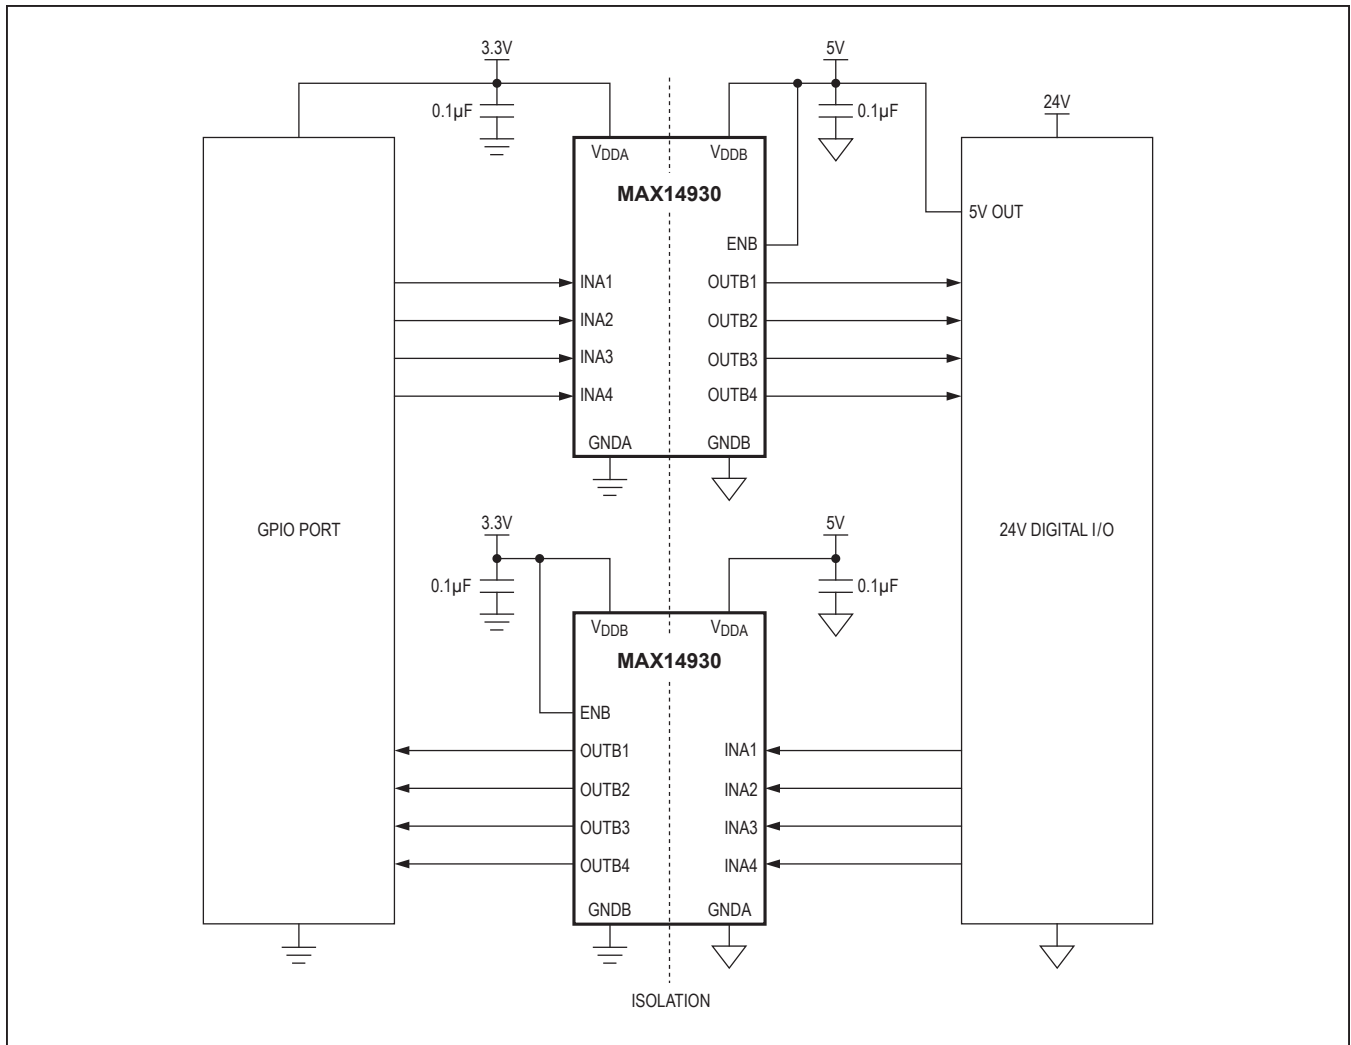 3.3V
5V
0.1µF
0.1µF
24V
VDDA
VDDB
MAX14930
5V OUT
ENB
INA1
OUTB1
INA2
OUTB2
INA3
OUTB3
INA4
OUTB4
GNDA
GNDB
GPIO PORT
3.3V
5V
24V DIGITAL I/O
0.1µF
0.1µF
VDDB
VDDA
MAX14930
ENB
OUTB1
INA1
OUTB2
INA2
OUTB3
INA3
OUTB4
INA4
GNDB
GNDA
ISOLATION